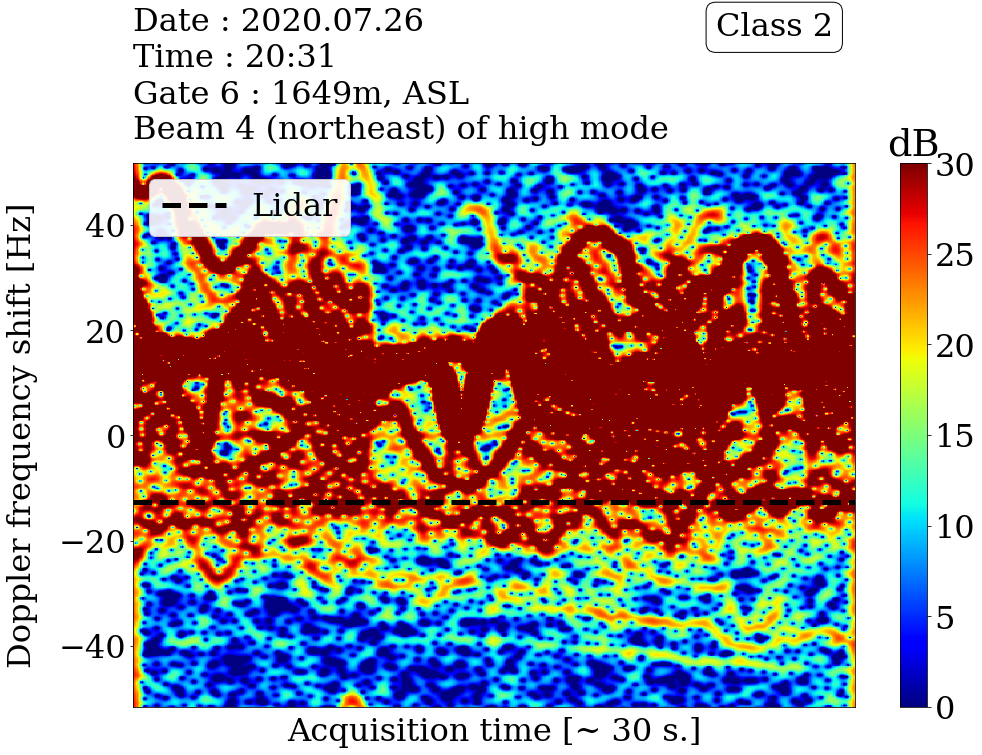 Date : 2020.07.26
Time : 20:31
Gate 6 : 1649m, ASL
Beam 4 (northeast) of high mode
Class 2
dB
Lidar
Doppler frequency shift [Hz]
40
20
0
−20
−40
30
25
20
15
10
5
0
Acquisition time [~ 30 s.]